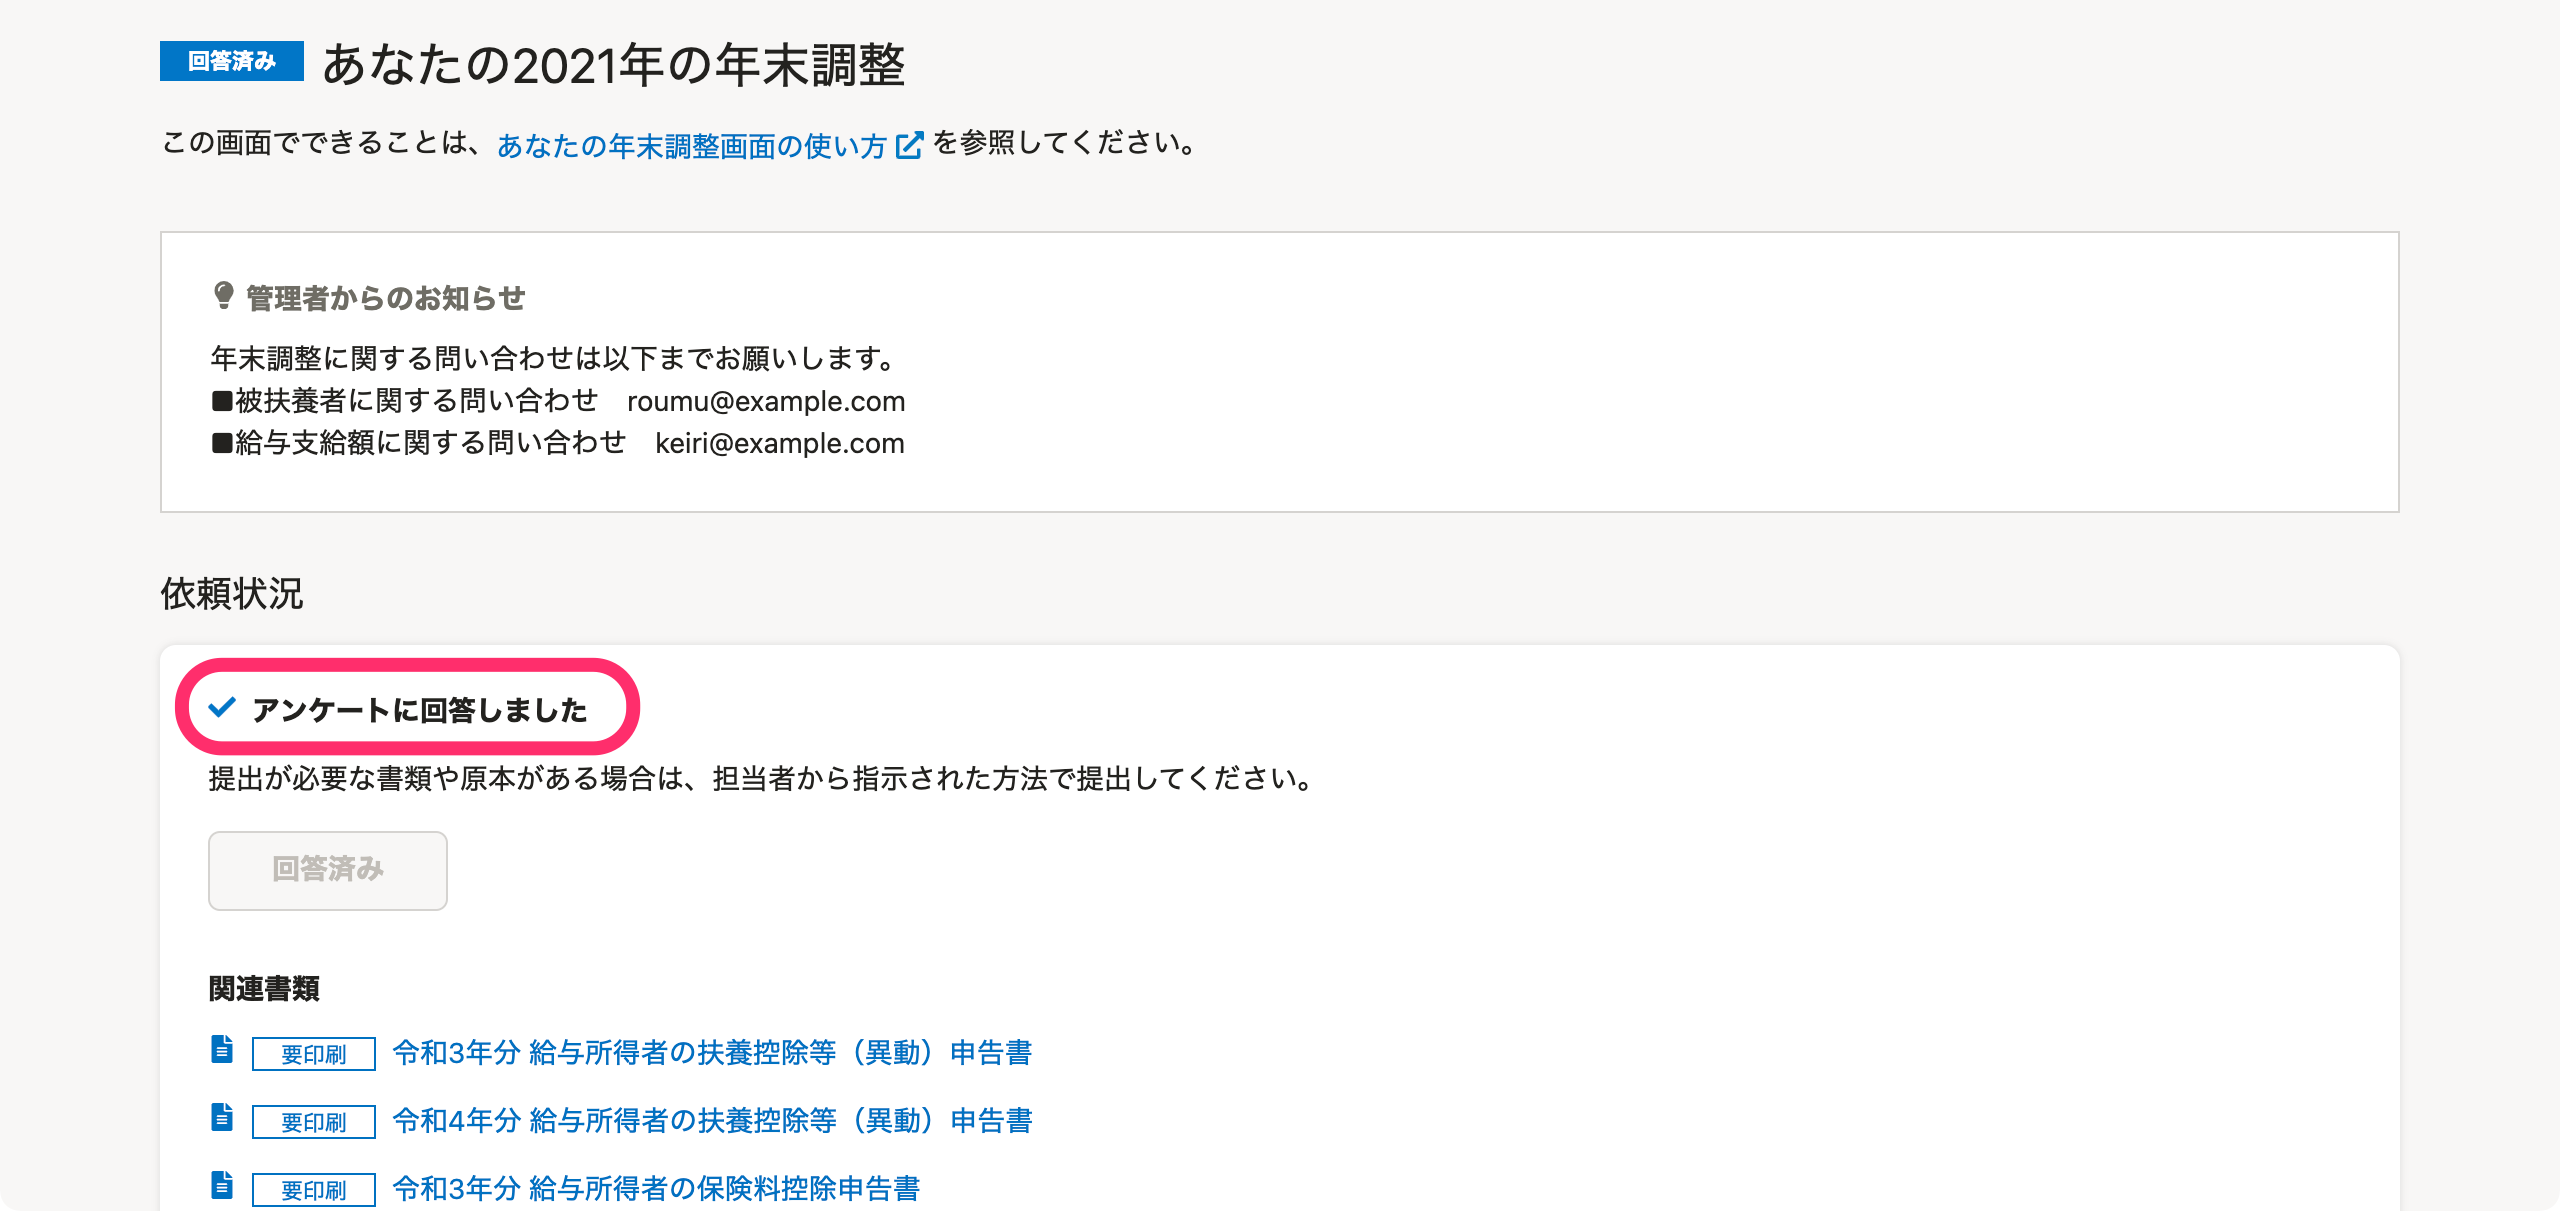 回答済み あなたの2021年の年末調整
この画面でできることは、あなたの年末調整画面の使い方 を参照してください。
管理者からのお知らせ
年末調整に関する問い合わせは以下までお願いします。
■被扶養者に関する問い合わせ　roumu@example.com
■給与支給額に関する問い合わせ　keiri@example.com
依頼状況
アンケートに回答しました
提出が必要な書類や原本がある場合は、担当者から指示された方法で提出してください。
回答済み
関連書類
要印刷 令和3年分 給与所得者の扶養控除等（異動）申告書
要印刷 令和4年分 給与所得者の扶養控除等（異動）申告書
要印刷 令和3年分 給与所得者の保険料控除申告書